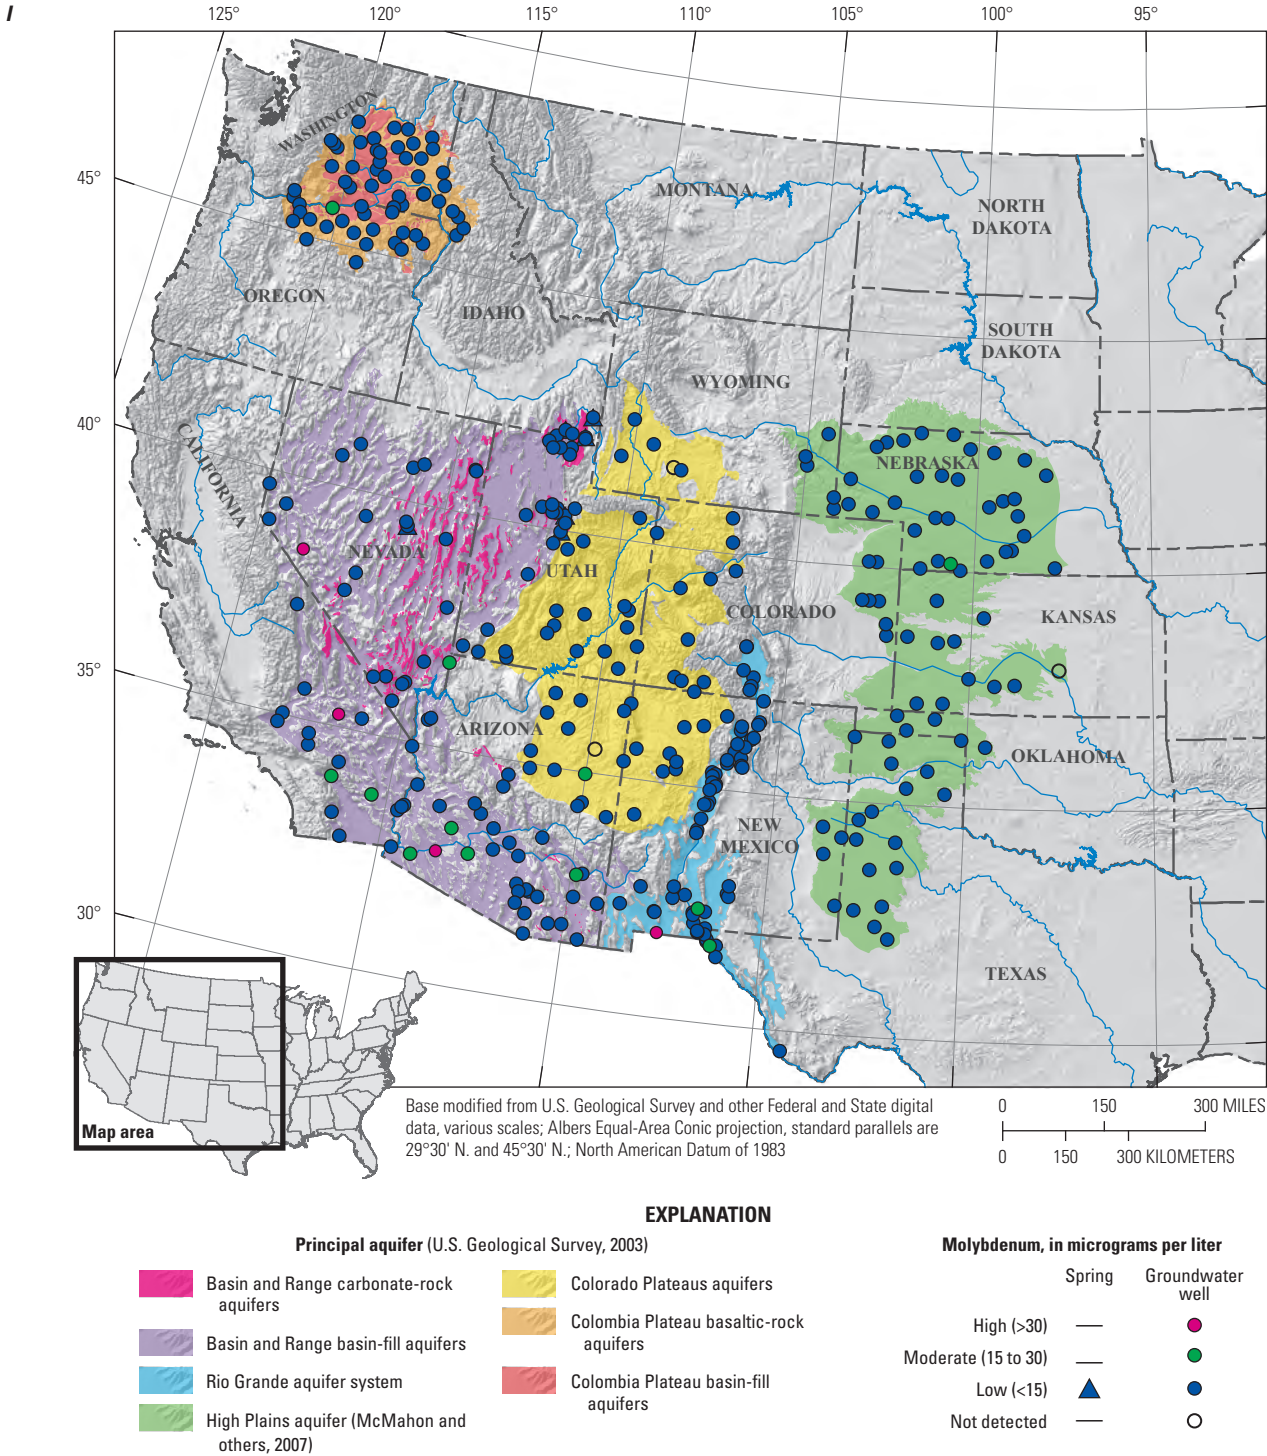 I
125° 120° 115° 110° 105° 100° 95°
45°
40°
35°
30°
WASHINGTON
MONTANA
NORTH
DAKOTA
OREGON
IDAHO
SOUTH
DAKOTA
WYOMING
CALIFORNIA
NEBRASKA
NEVADA
UTAH
COLORADO
KANSAS
ARIZONA
OKLAHOMA
NEW
MEXICO
TEXAS
Map area
Base modified from U.S. Geological Survey and other Federal and State digital
data, various scales; Albers Equal-Area Conic projection, standard parallels are
29°30' N. and 45°30' N.; North American Datum of 1983
0 150 300 MILES
0 150 300 KILOMETERS
EXPLANATION
Principal aquifer (U.S. Geological Survey, 2003)
Basin and Range carbonate-rock
aquifers
Basin and Range basin-fill aquifers
Rio Grande aquifer system
High Plains aquifer (McMahon and
others, 2007)
Colorado Plateaus aquifers
Colombia Plateau basaltic-rock
aquifers
Colombia Plateau basin-fill
aquifers
Molybdenum, in micrograms per liter
Spring Groundwater
well
High (>30)
Moderate (15 to 30)
Low (<15)
Not detected